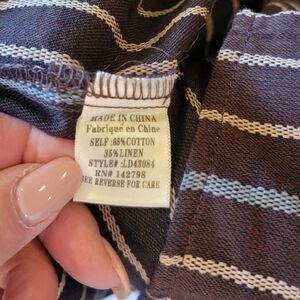 MADE IN CHINA
Fabriqué en Chine
SELF :65%COTTON
35%LINEN
STYLE# :LD43084
RN# 142798
SEE REVERSE FOR CARE